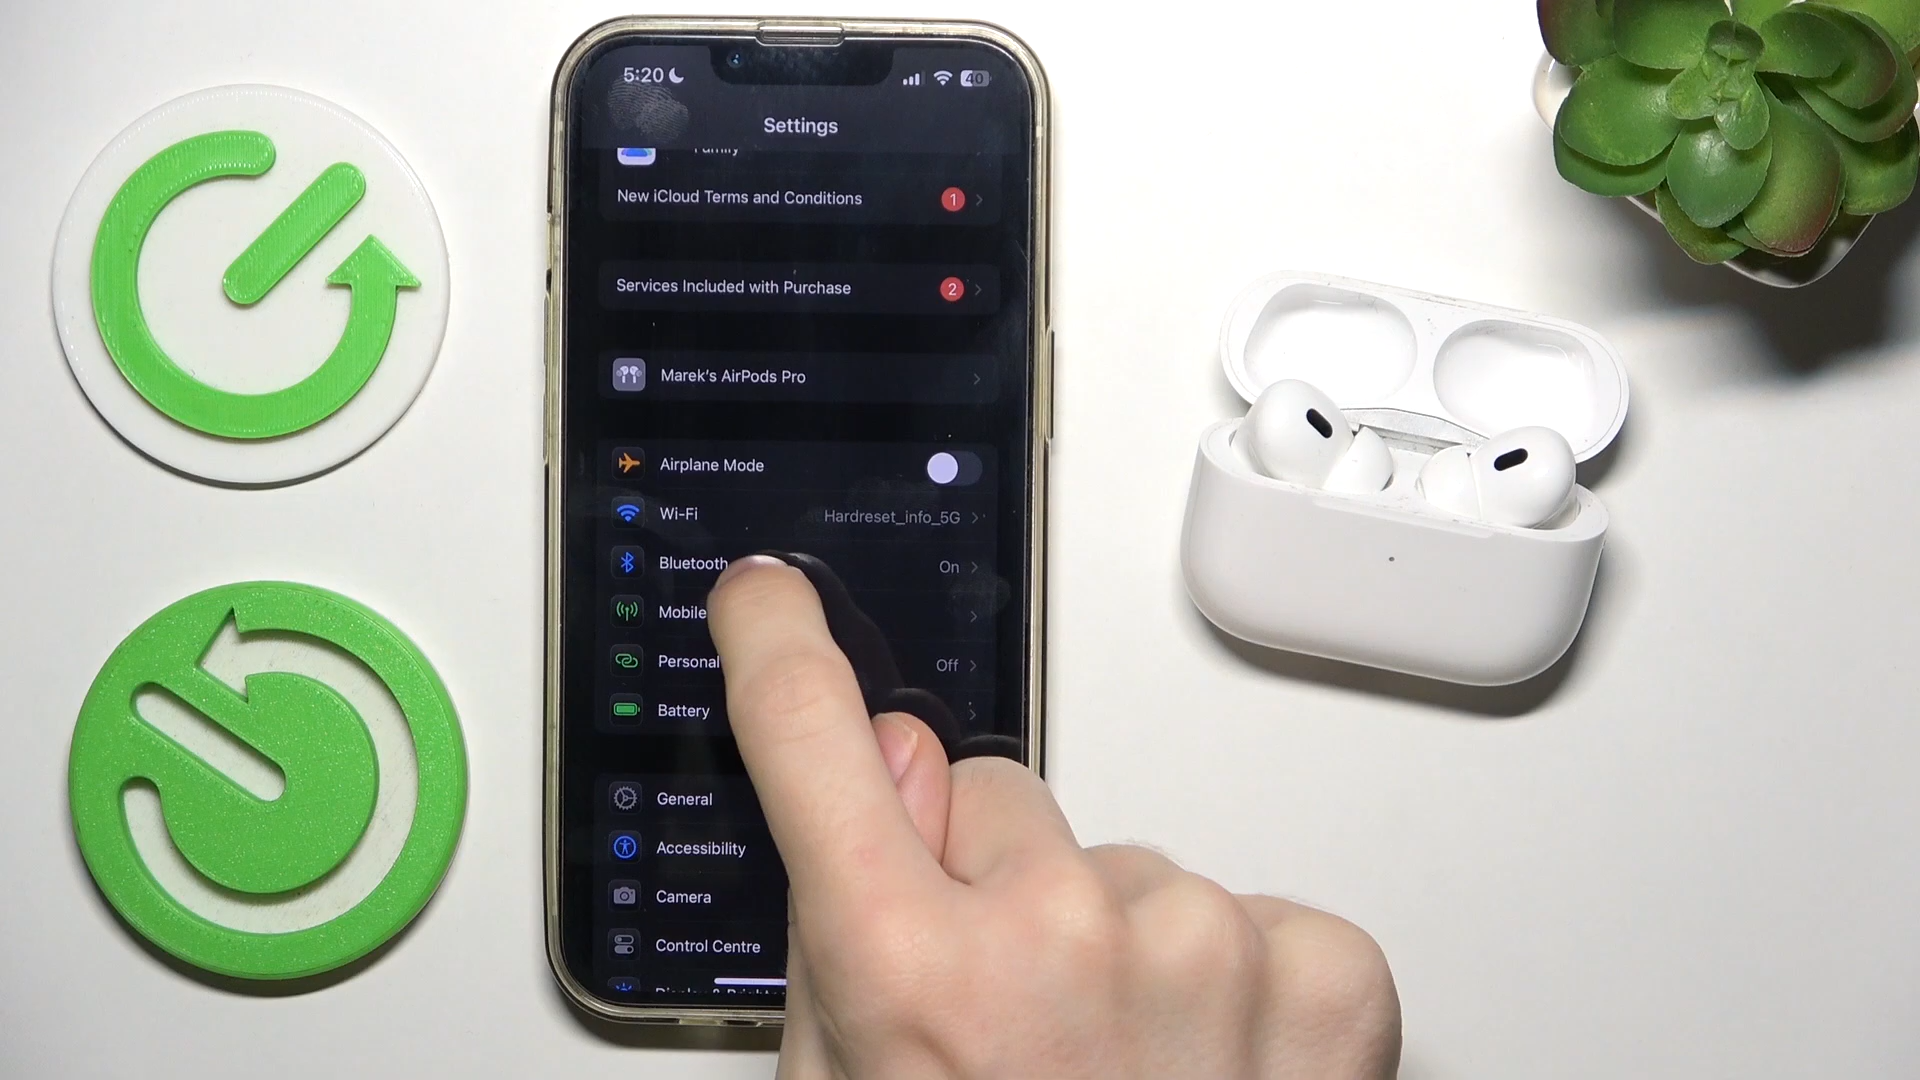 5:20
40
Settings
Family
New iCloud Terms and Conditions 1
Services Included with Purchase 2
Marek's AirPods Pro
Airplane Mode
Wi-Fi Hardreset_info_5G
Bluetooth On
Mobile
Personal Off
Battery
General
Accessibility
Camera
Control Centre